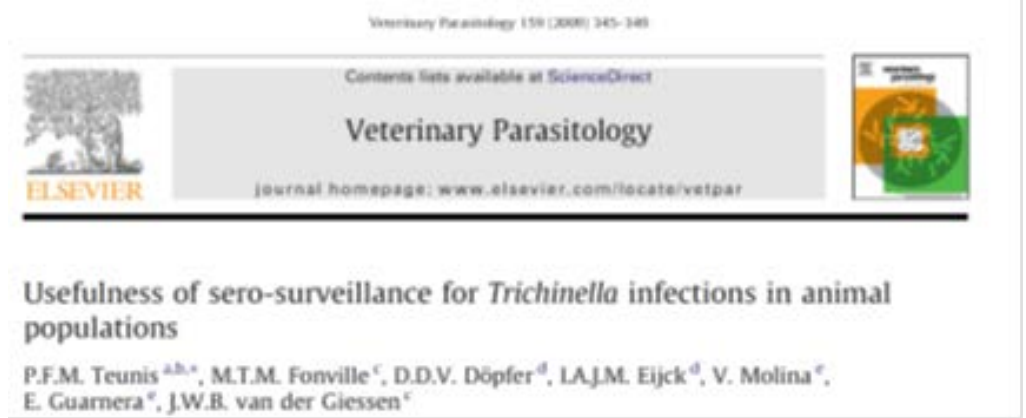 Veterinary Parasitology 159 (2009) 345–349
Contents lists available at ScienceDirect
Veterinary Parasitology
ELSEVIER
journal homepage: www.elsevier.com/locate/vetpar
veterinary parasitology
Usefulness of sero-surveillance for Trichinella infections in animal
populations
P.F.M. Teunis a,b,*, M.T.M. Fonville c, D.D.V. Döpfer d, I.A.J.M. Eijck d, V. Molina e,
E. Guarnera e, J.W.B. van der Giessen c